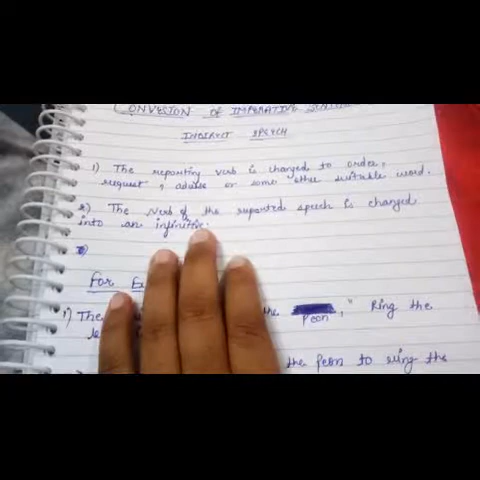 CONVESION OF IMPERATIVE
INDIRECT SPEECH
1) The reporting verb is changed to order,
request, advise or some other suitable word.
2) The verb of the reported speech is changed
into an infinitive.
For
1) The the Peon, " Ring the
the peon to ring the